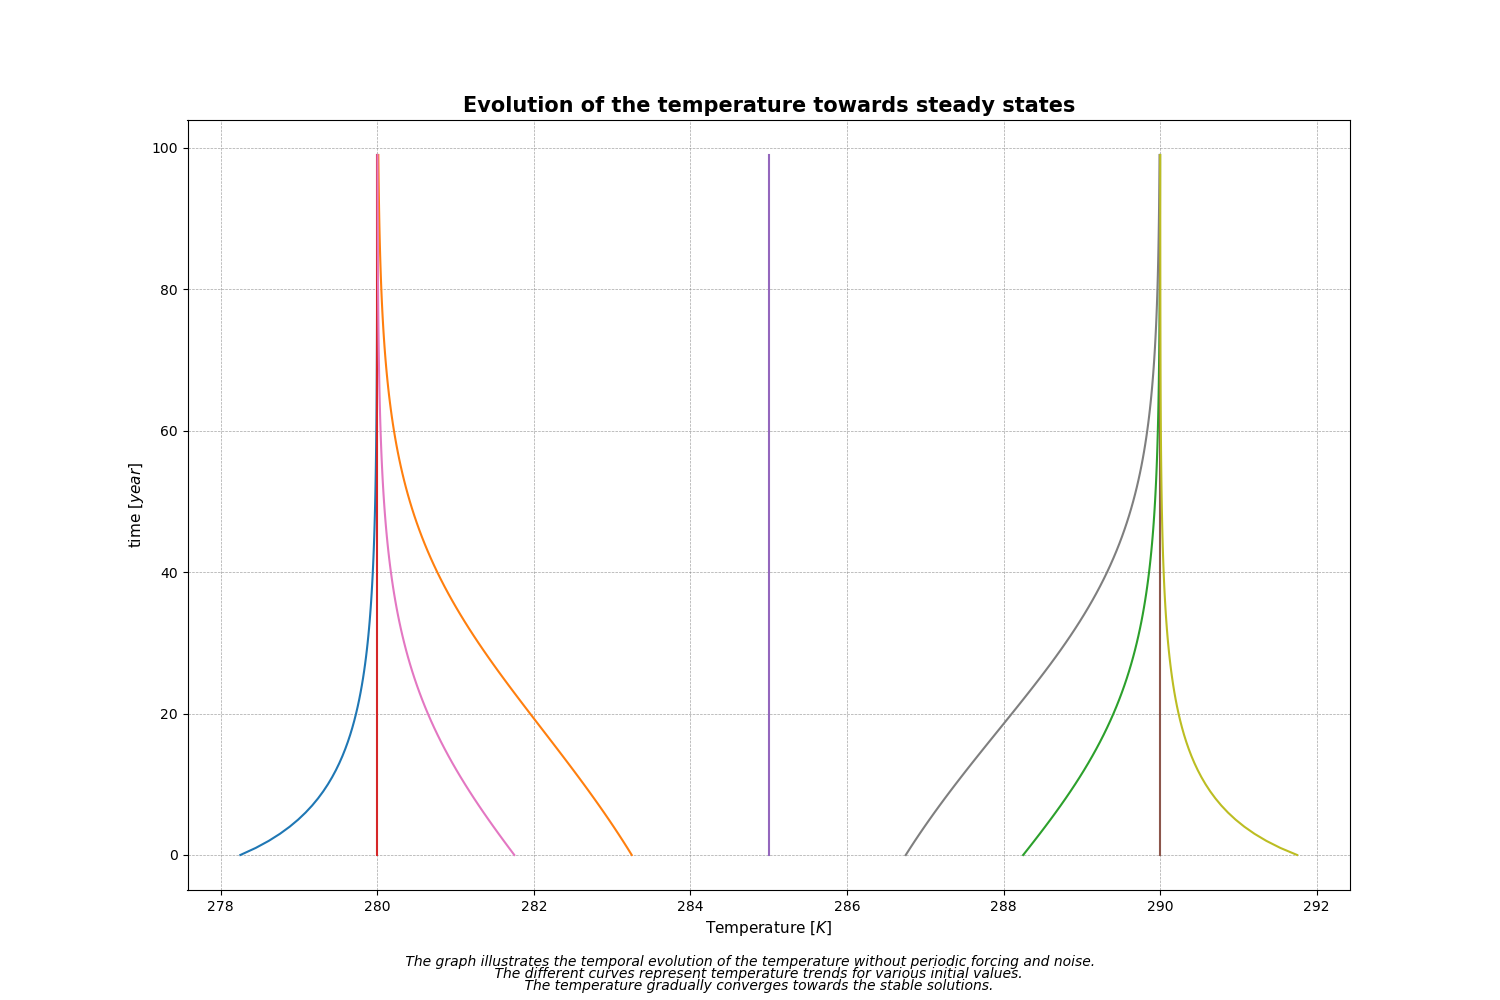 Evolution of the temperature towards steady states
100
80
60
40
20
0
time [year]
278 280 282 284 286 288 290 292
Temperature [K]
The graph illustrates the temporal evolution of the temperature without periodic forcing and noise.
The different curves represent temperature trends for various initial values.
The temperature gradually converges towards the stable solutions.